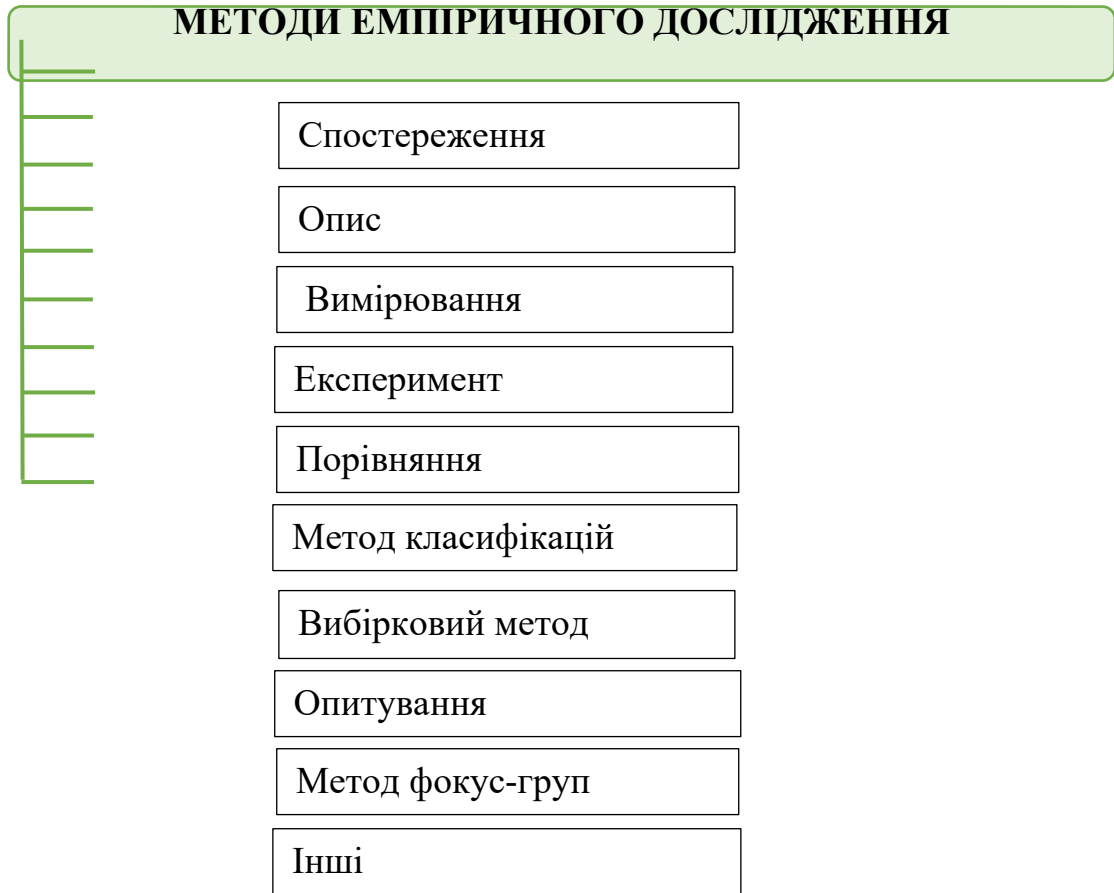 МЕТОДИ ЕМПІРИЧНОГО ДОСЛІДЖЕННЯ
Спостереження
Опис
Вимірювання
Експеримент
Порівняння
Метод класифікацій
Вибірковий метод
Опитування
Метод фокус-груп
Інші